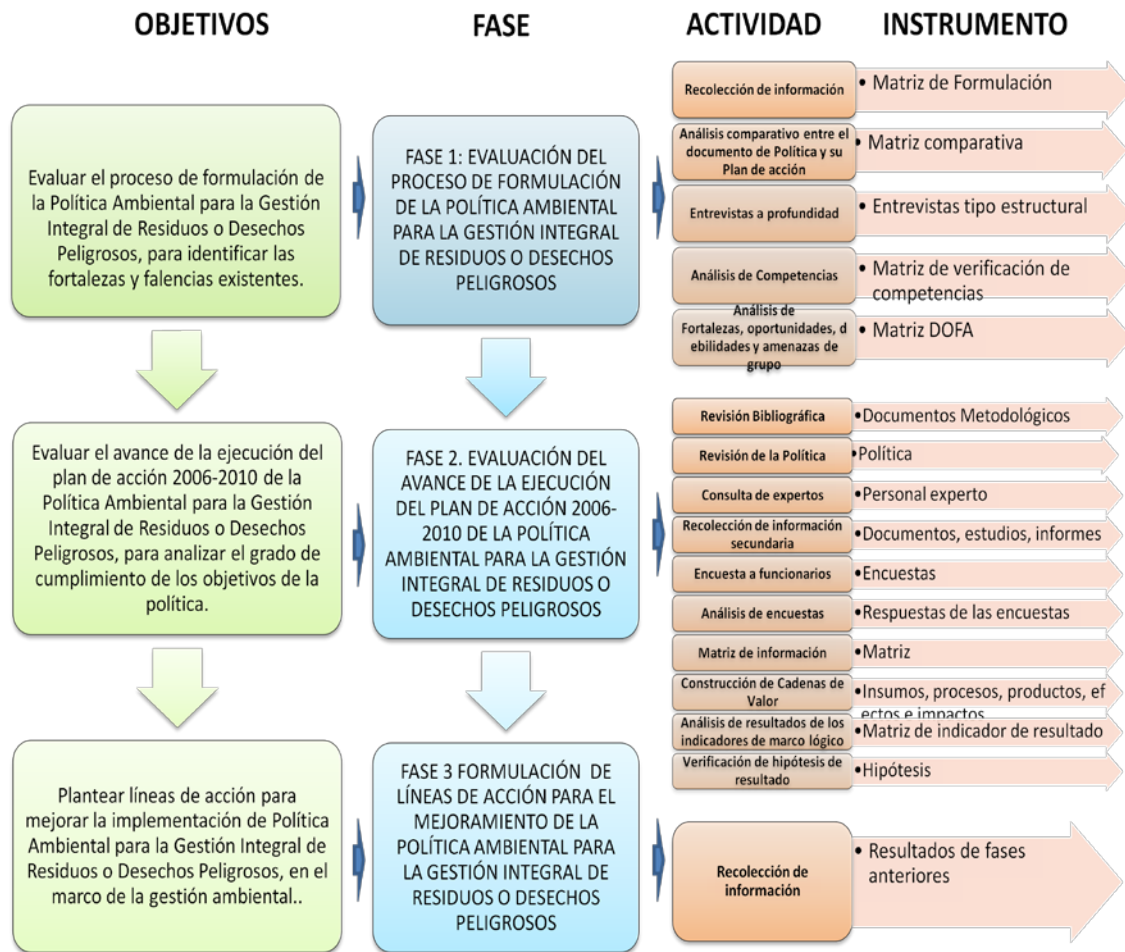 OBJETIVOS
FASE
ACTIVIDAD
INSTRUMENTO
Evaluar el proceso de formulación de
la Política Ambiental para la Gestión
Integral de Residuos o Desechos
Peligrosos, para identificar las
fortalezas y falencias existentes.
FASE 1: EVALUACIÓN DEL
PROCESO DE FORMULACIÓN
DE LA POLÍTICA AMBIENTAL
PARA LA GESTIÓN INTEGRAL
DE RESIDUOS O DESECHOS
PELIGROSOS
Recolección de información
• Matriz de Formulación
Análisis comparativo entre el
documento de Política y su
Plan de acción
• Matriz comparativa
Entrevistas a profundidad
• Entrevistas tipo estructural
Análisis de Competencias
• Matriz de verificación de
competencias
Análisis de
Fortalezas, oportunidades, d
ebilidades y amenazas de
grupo
• Matriz DOFA
Evaluar el avance de la ejecución del
plan de acción 2006-2010 de la
Política Ambiental para la Gestión
Integral de Residuos o Desechos
Peligrosos, para analizar el grado de
cumplimiento de los objetivos de la
política.
FASE 2. EVALUACIÓN DEL
AVANCE DE LA EJECUCIÓN
DEL PLAN DE ACCIÓN 2006-
2010 DE LA POLÍTICA
AMBIENTAL PARA LA GESTIÓN
INTEGRAL DE RESIDUOS O
DESECHOS PELIGROSOS
Revisión Bibliográfica
•Documentos Metodológicos
Revisión de la Política
•Política
Consulta de expertos
•Personal experto
Recolección de información
secundaria
•Documentos, estudios, informes
Encuesta a funcionarios
•Encuestas
Análisis de encuestas
•Respuestas de las encuestas
Matriz de información
•Matriz
Construcción de Cadenas de
Valor
•Insumos, procesos, productos, ef
ectos e impactos
Análisis de resultados de los
indicadores de marco lógico
•Matriz de indicador de resultado
Verificación de hipótesis de
resultado
•Hipótesis
Plantear líneas de acción para
mejorar la implementación de Política
Ambiental para la Gestión Integral de
Residuos o Desechos Peligrosos, en el
marco de la gestión ambiental..
FASE 3 FORMULACIÓN DE
LÍNEAS DE ACCIÓN PARA EL
MEJORAMIENTO DE LA
POLÍTICA AMBIENTAL PARA
LA GESTIÓN INTEGRAL DE
RESIDUOS O DESECHOS
PELIGROSOS
Recolección de
información
• Resultados de fases
anteriores